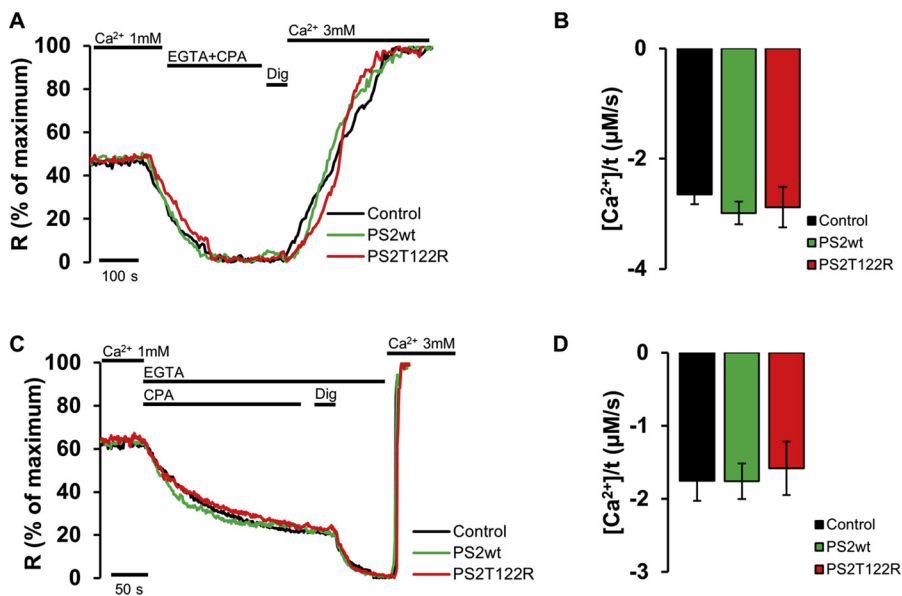 A
Ca²⁺ 1mM
Ca²⁺ 3mM
EGTA+CPA
Dig
R (% of maximum)
100
80
60
40
20
0
100 s
Control
PS2wt
PS2T122R
B
[Ca²⁺]/t (µM/s)
0
-2
-4
Control
PS2wt
PS2T122R
C
Ca²⁺ 1mM
Ca²⁺ 3mM
EGTA
CPA
Dig
R (% of maximum)
100
80
60
40
20
0
50 s
Control
PS2wt
PS2T122R
D
[Ca²⁺]/t (µM/s)
0
-1
-2
-3
Control
PS2wt
PS2T122R